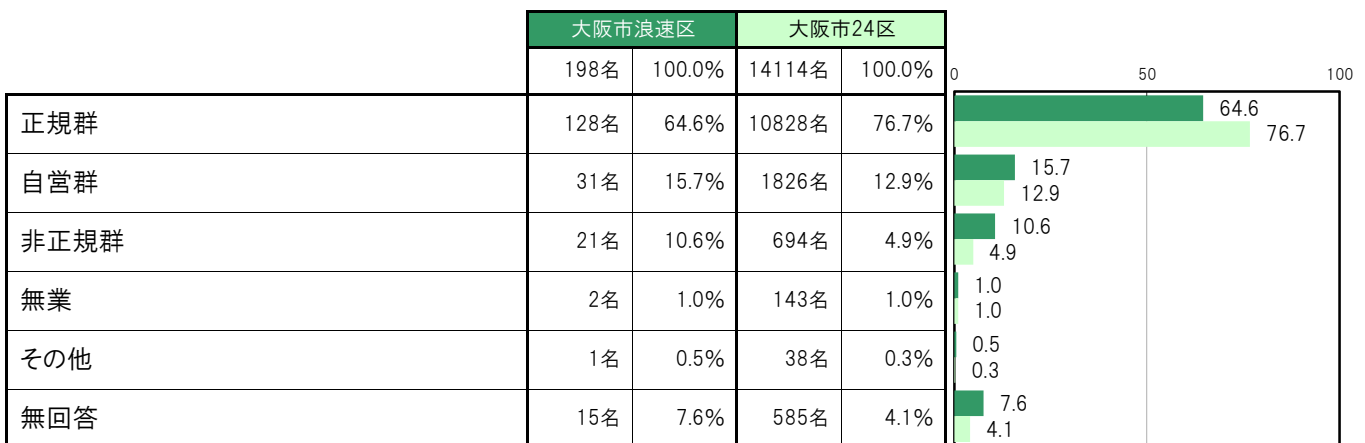 大阪市浪速区 大阪市24区
198名 100.0% 14114名 100.0% 0 50 100
正規群 128名 64.6% 10828名 76.7% 64.6
76.7
自営群 31名 15.7% 1826名 12.9% 15.7
12.9
非正規群 21名 10.6% 694名 4.9% 10.6
4.9
無業 2名 1.0% 143名 1.0% 1.0
1.0
その他 1名 0.5% 38名 0.3% 0.5
0.3
無回答 15名 7.6% 585名 4.1% 7.6
4.1